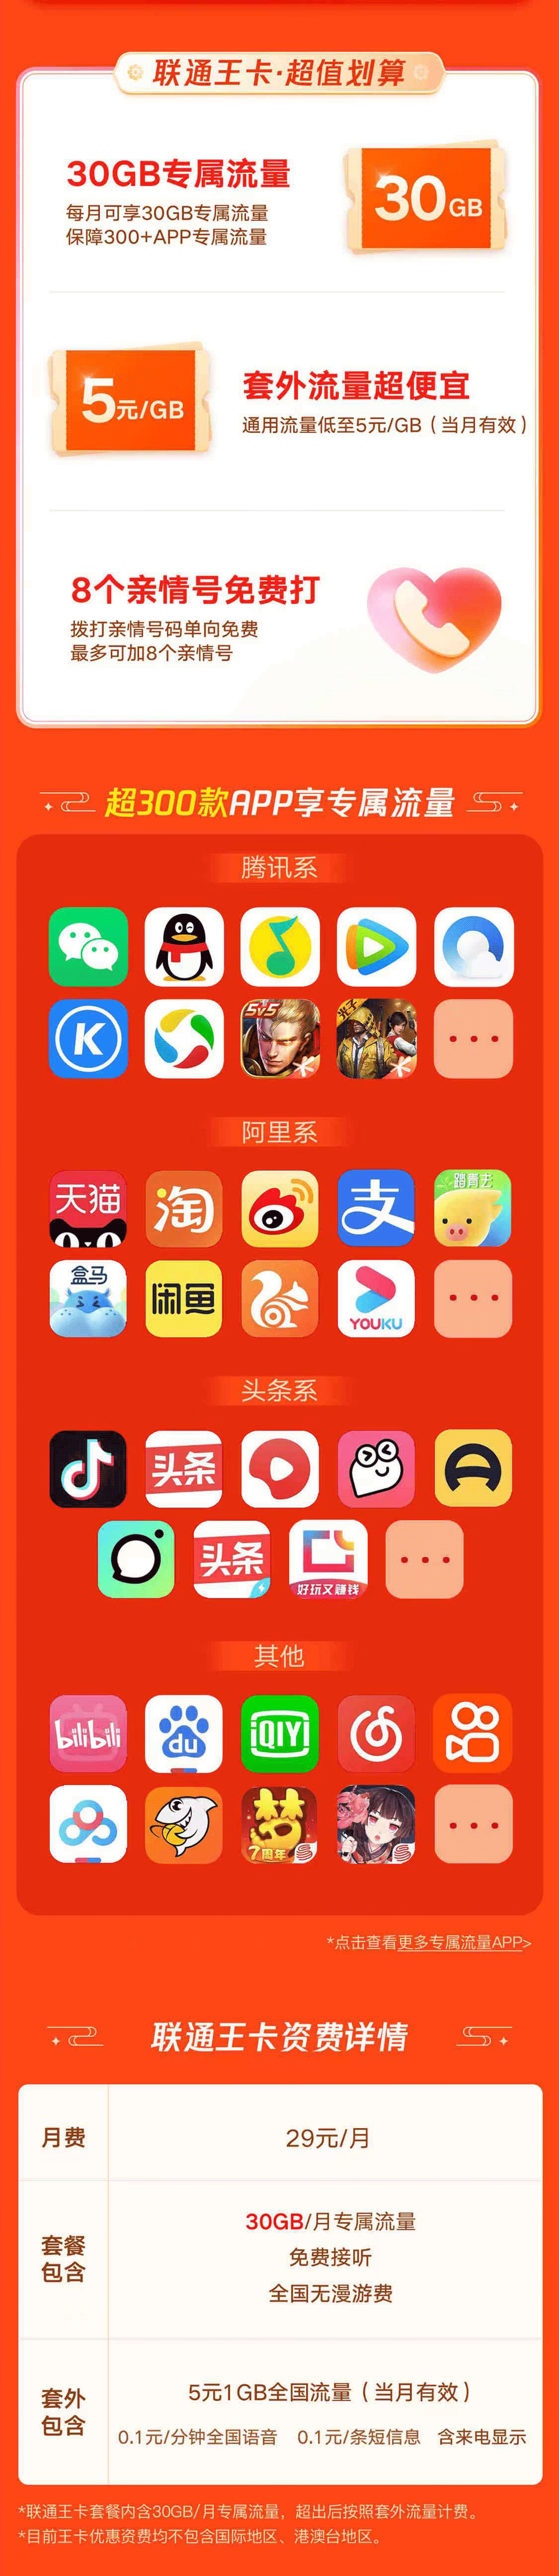 联通王卡·超值划算
30GB专属流量
每月可享30GB专属流量
保障300+APP专属流量
30GB
5元/GB
套外流量超便宜
通用流量低至5元/GB（当月有效）
8个亲情号免费打
拨打亲情号码单向免费
最多可加8个亲情号
超300款APP享专属流量
腾讯系
K
5v5
光子
阿里系
天猫
淘
支
踏青去
盒马
闲鱼
YOUKU
头条系
头条
头条
好玩又赚钱
其他
bilibili
du
iQIYI
梦
7周年
*点击查看更多专属流量APP>
联通王卡资费详情
月费
29元/月
套餐
包含
30GB/月专属流量
免费接听
全国无漫游费
套外
包含
5元1GB全国流量（当月有效）
0.1元/分钟全国语音 0.1元/条短信息 含来电显示
*联通王卡套餐内含30GB/月专属流量，超出后按照套外流量计费。
*目前王卡优惠资费均不包含国际地区、港澳台地区。